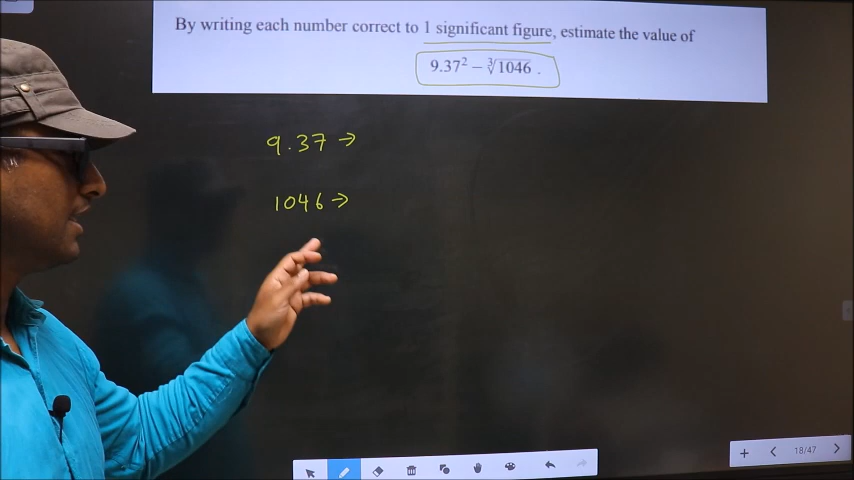 By writing each number correct to 1 significant figure, estimate the value of
9.37² − ∛1046 .
9.37 →
1046 →
18/47